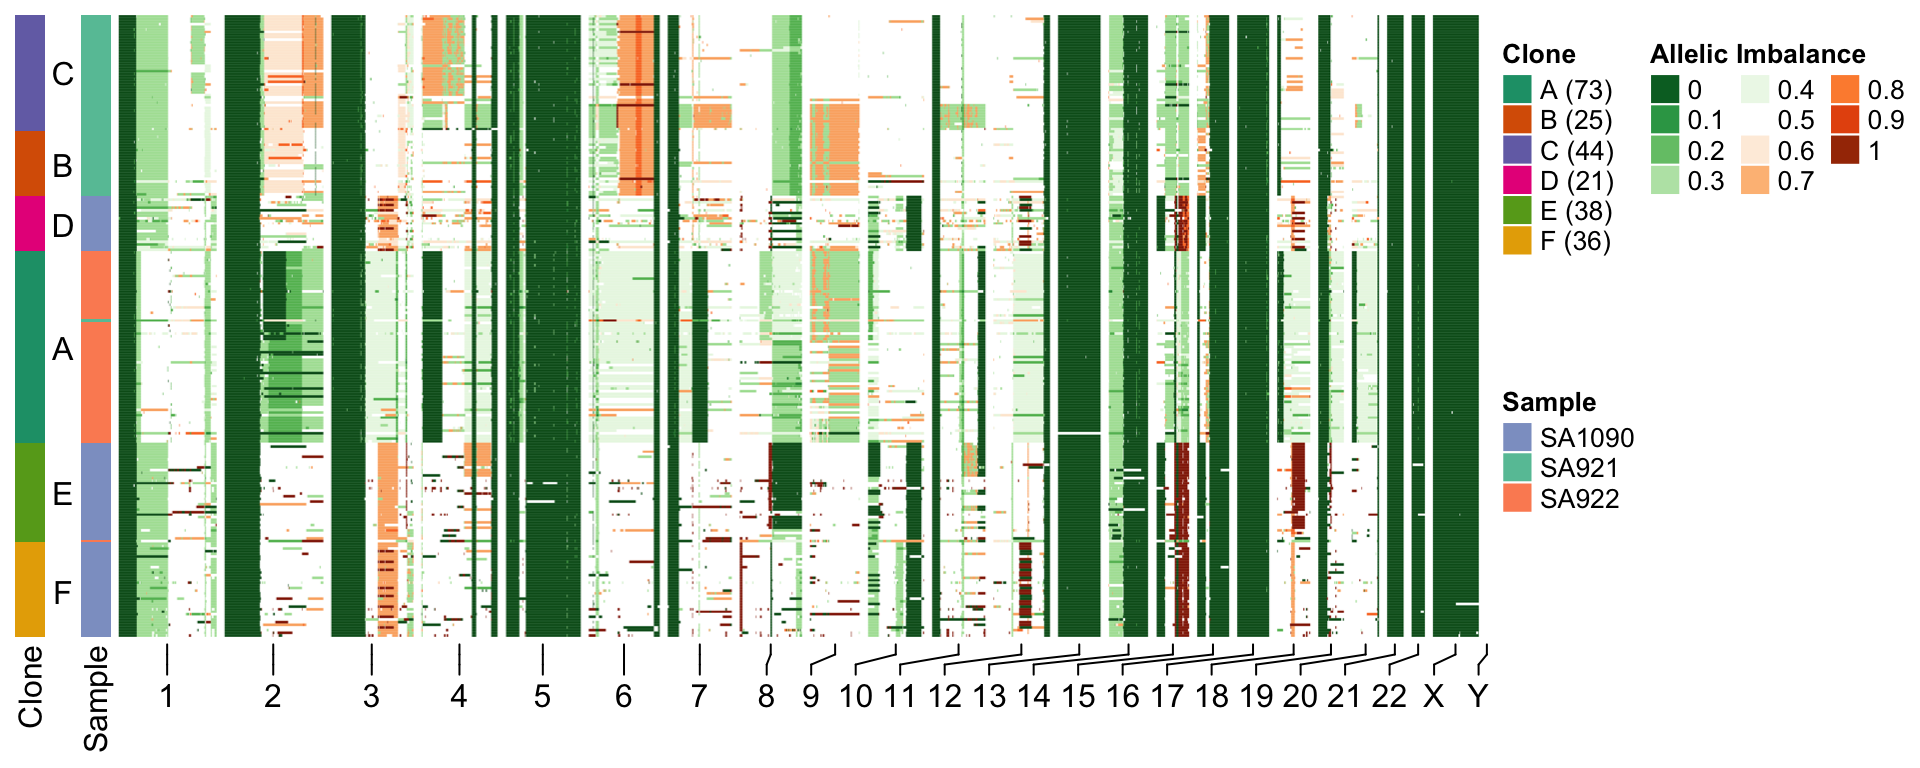 C
B
D
A
E
F
Clone
Sample
1 2 3 4 5 6 7 8 9 10 11 12 13 14 15 16 17 18 19 20 21 22 X Y
Clone
A (73)
B (25)
C (44)
D (21)
E (38)
F (36)
Allelic Imbalance
0 0.4 0.8
0.1 0.5 0.9
0.2 0.6 1
0.3 0.7
Sample
SA1090
SA921
SA922